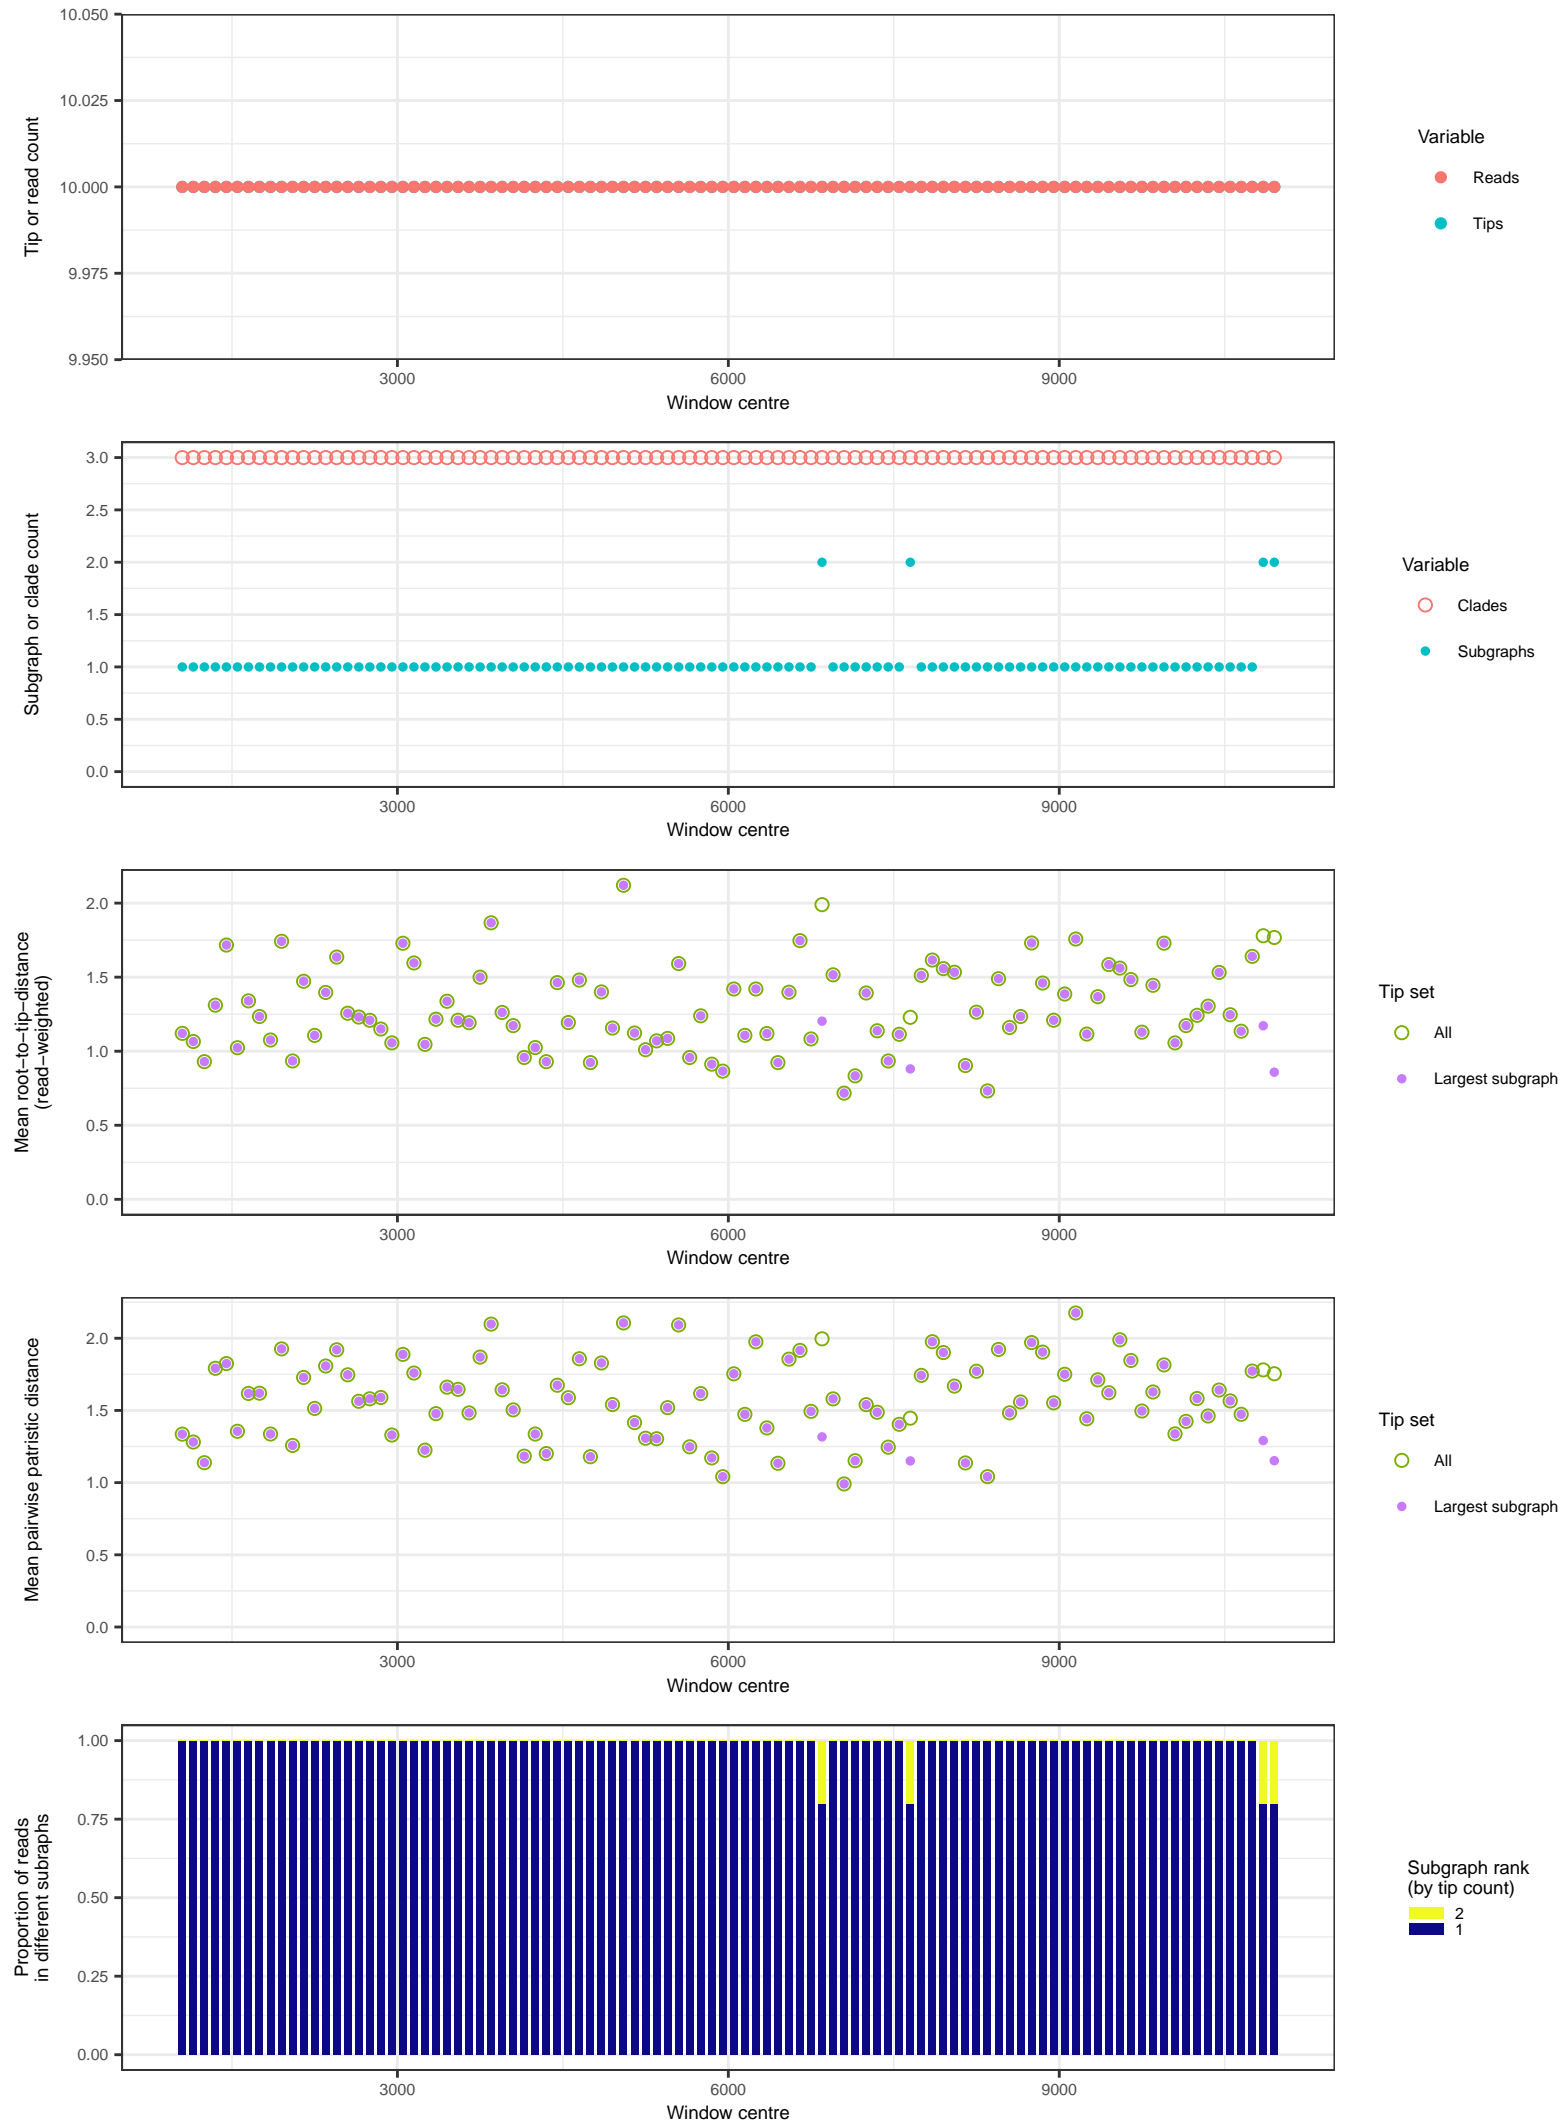 10.050
10.025
10.000
9.975
9.950
Tip or read count
3000
6000
9000
Window centre
Variable
Reads
Tips
3.0
2.5
2.0
1.5
1.0
0.5
0.0
Subgraph or clade count
3000
6000
9000
Window centre
Variable
Clades
Subgraphs
2.0
1.5
1.0
0.5
0.0
Mean root−to−tip−distance
(read−weighted)
3000
6000
9000
Window centre
Tip set
All
Largest subgraph
2.0
1.5
1.0
0.5
0.0
Mean pairwise patristic distance
3000
6000
9000
Window centre
Tip set
All
Largest subgraph
1.00
0.75
0.50
0.25
0.00
Proportion of reads
in different subraphs
3000
6000
9000
Window centre
Subgraph rank
(by tip count)
2
1